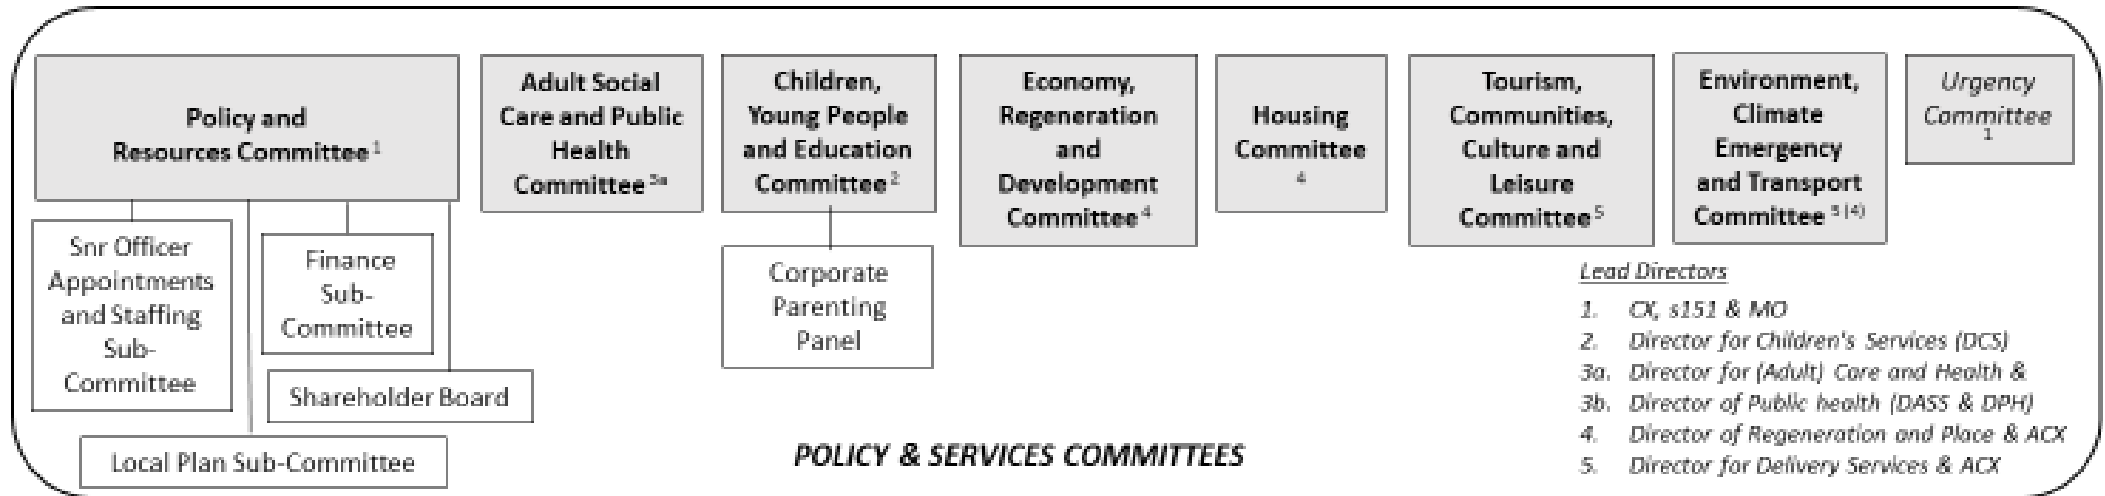 Policy and
Resources Committee 1
Adult Social
Care and Public
Health
Committee 3a
Children,
Young People
and Education
Committee 2
Economy,
Regeneration
and
Development
Committee 4
Housing
Committee
4
Tourism,
Communities,
Culture and
Leisure
Committee 5
Environment,
Climate
Emergency
and Transport
Committee 5 (4)
Urgency
Committee
1
Snr Officer
Appointments
and Staffing
Sub-
Committee
Finance
Sub-
Committee
Shareholder Board
Local Plan Sub-Committee
Corporate
Parenting
Panel
POLICY & SERVICES COMMITTEES
Lead Directors
1. CX, s151 & MO
2. Director for Children's Services (DCS)
3a. Director for (Adult) Care and Health &
3b. Director of Public health (DASS & DPH)
4. Director of Regeneration and Place & ACX
5. Director for Delivery Services & ACX